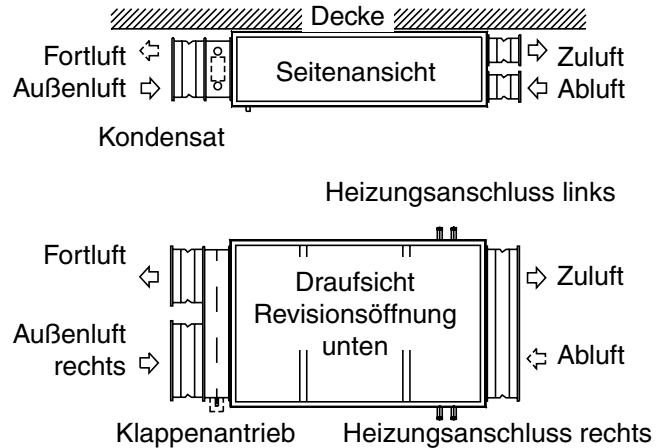 Decke
Fortluft
Außenluft
Seitenansicht
Zuluft
Abluft
Kondensat
Heizungsanschluss links
Fortluft
Außenluft
rechts
Draufsicht
Revisionsöffnung
unten
Zuluft
Abluft
Klappenantrieb
Heizungsanschluss rechts